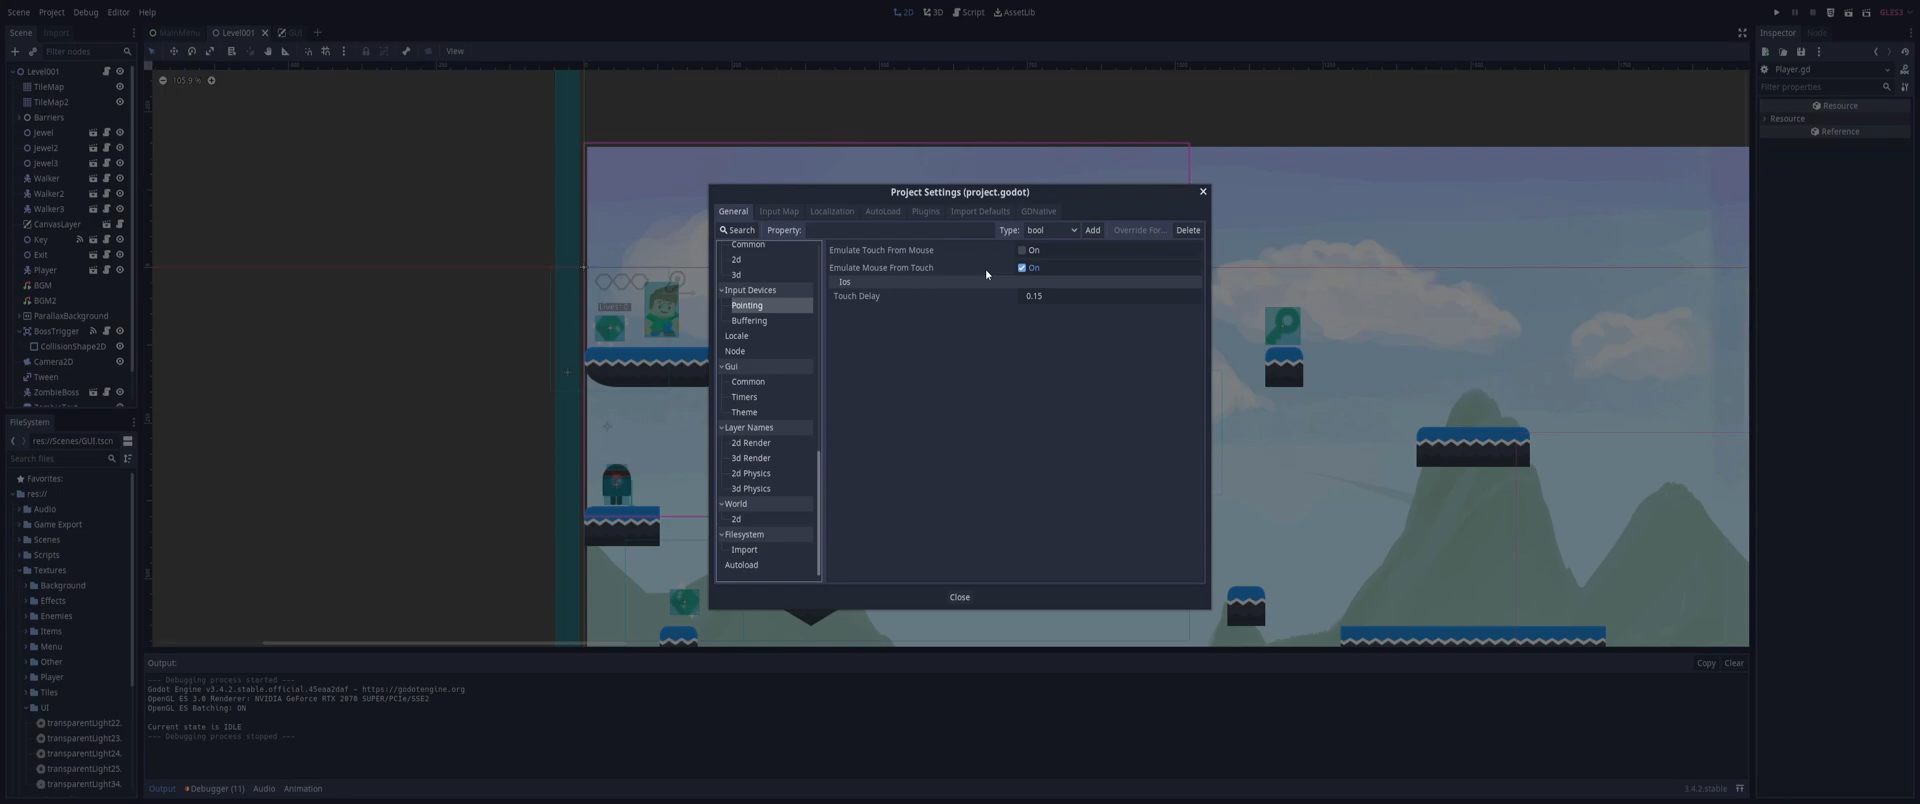 Scene Project Debug Editor Help
2D 3D Script AssetLib
GLES3
Scene Import
MainMenu Level001 GUI
Inspector Node
Filter nodes
View
Player.gd
Filter properties
Resource
Resource
Reference
105.9 %
Level001
TileMap
TileMap2
Barriers
Jewel
Jewel2
Jewel3
Walker
Walker2
Walker3
CanvasLayer
Key
Exit
Player
BGM
BGM2
ParallaxBackground
BossTrigger
CollisionShape2D
Camera2D
Tween
ZombieBoss
Project Settings (project.godot)
General Input Map Localization AutoLoad Plugins Import Defaults GDNative
Search Property: Type: bool Add Override For... Delete
Common
2d
3d
Input Devices
Pointing
Buffering
Locale
Node
Gui
Common
Timers
Theme
Layer Names
2d Render
3d Render
2d Physics
3d Physics
World
2d
Filesystem
Import
Autoload
Emulate Touch From Mouse On
Emulate Mouse From Touch On
Ios
Touch Delay 0.15
Close
FileSystem
res://Scenes/GUI.tscn
Search files
Favorites:
res://
Audio
Game Export
Scenes
Scripts
Textures
Background
Effects
Enemies
Items
Menu
Other
Player
Tiles
UI
transparentLight22.
transparentLight23.
transparentLight24.
transparentLight25.
transparentLight34.
Output: Copy Clear
--- Debugging process started ---
Godot Engine v3.4.2.stable.official.45eaa2daf - https://godotengine.org
OpenGL ES 3.0 Renderer: NVIDIA GeForce RTX 2070 SUPER/PCIe/SSE2
OpenGL ES Batching: ON
Current state is IDLE
--- Debugging process stopped ---
Output Debugger (11) Audio Animation
3.4.2.stable